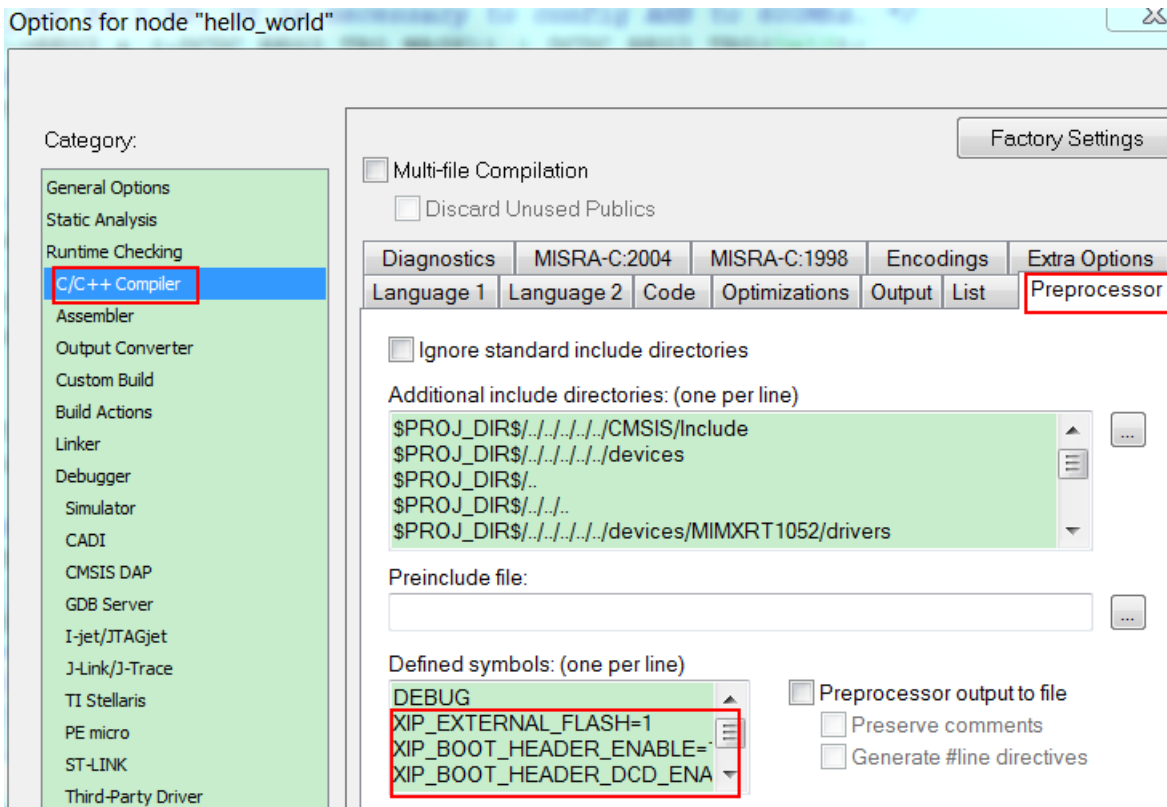 Options for node "hello_world"
Category:
Factory Settings
General Options
Static Analysis
Runtime Checking
C/C++ Compiler
Assembler
Output Converter
Custom Build
Build Actions
Linker
Debugger
Simulator
CADI
CMSIS DAP
GDB Server
I-jet/JTAGjet
J-Link/J-Trace
TI Stellaris
PE micro
ST-LINK
Third-Party Driver
Multi-file Compilation
Discard Unused Publics
Diagnostics MISRA-C:2004 MISRA-C:1998 Encodings Extra Options
Language 1 Language 2 Code Optimizations Output List Preprocessor
Ignore standard include directories
Additional include directories: (one per line)
$PROJ_DIR$/../../../../../CMSIS/Include
$PROJ_DIR$/../../../../../devices
$PROJ_DIR$/..
$PROJ_DIR$/../../..
$PROJ_DIR$/../../../../../devices/MIMXRT1052/drivers
...
Preinclude file:
...
Defined symbols: (one per line)
DEBUG
XIP_EXTERNAL_FLASH=1
XIP_BOOT_HEADER_ENABLE=
XIP_BOOT_HEADER_DCD_ENA
Preprocessor output to file
Preserve comments
Generate #line directives